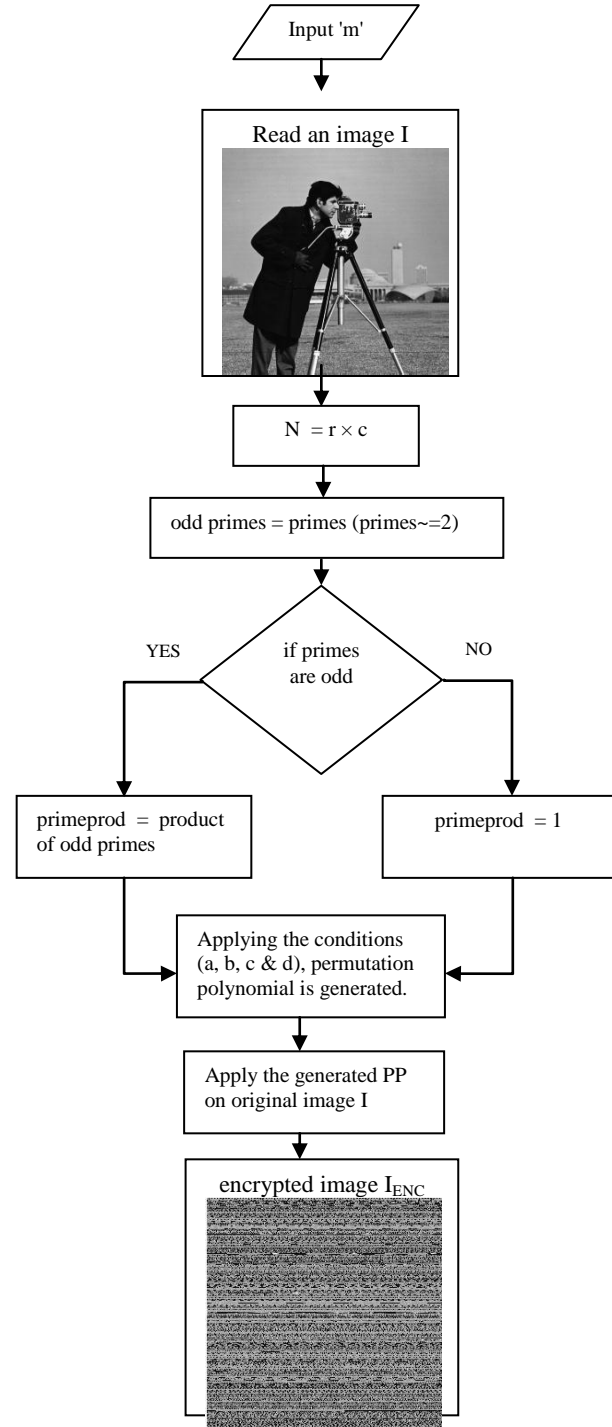 Input 'm'
Read an image I
N = r × c
odd primes = primes (primes~=2)
YES
if primes
are odd
NO
primeprod = product
of odd primes
primeprod = 1
Applying the conditions
(a, b, c & d), permutation
polynomial is generated.
Apply the generated PP
on original image I
encrypted image I_ENC